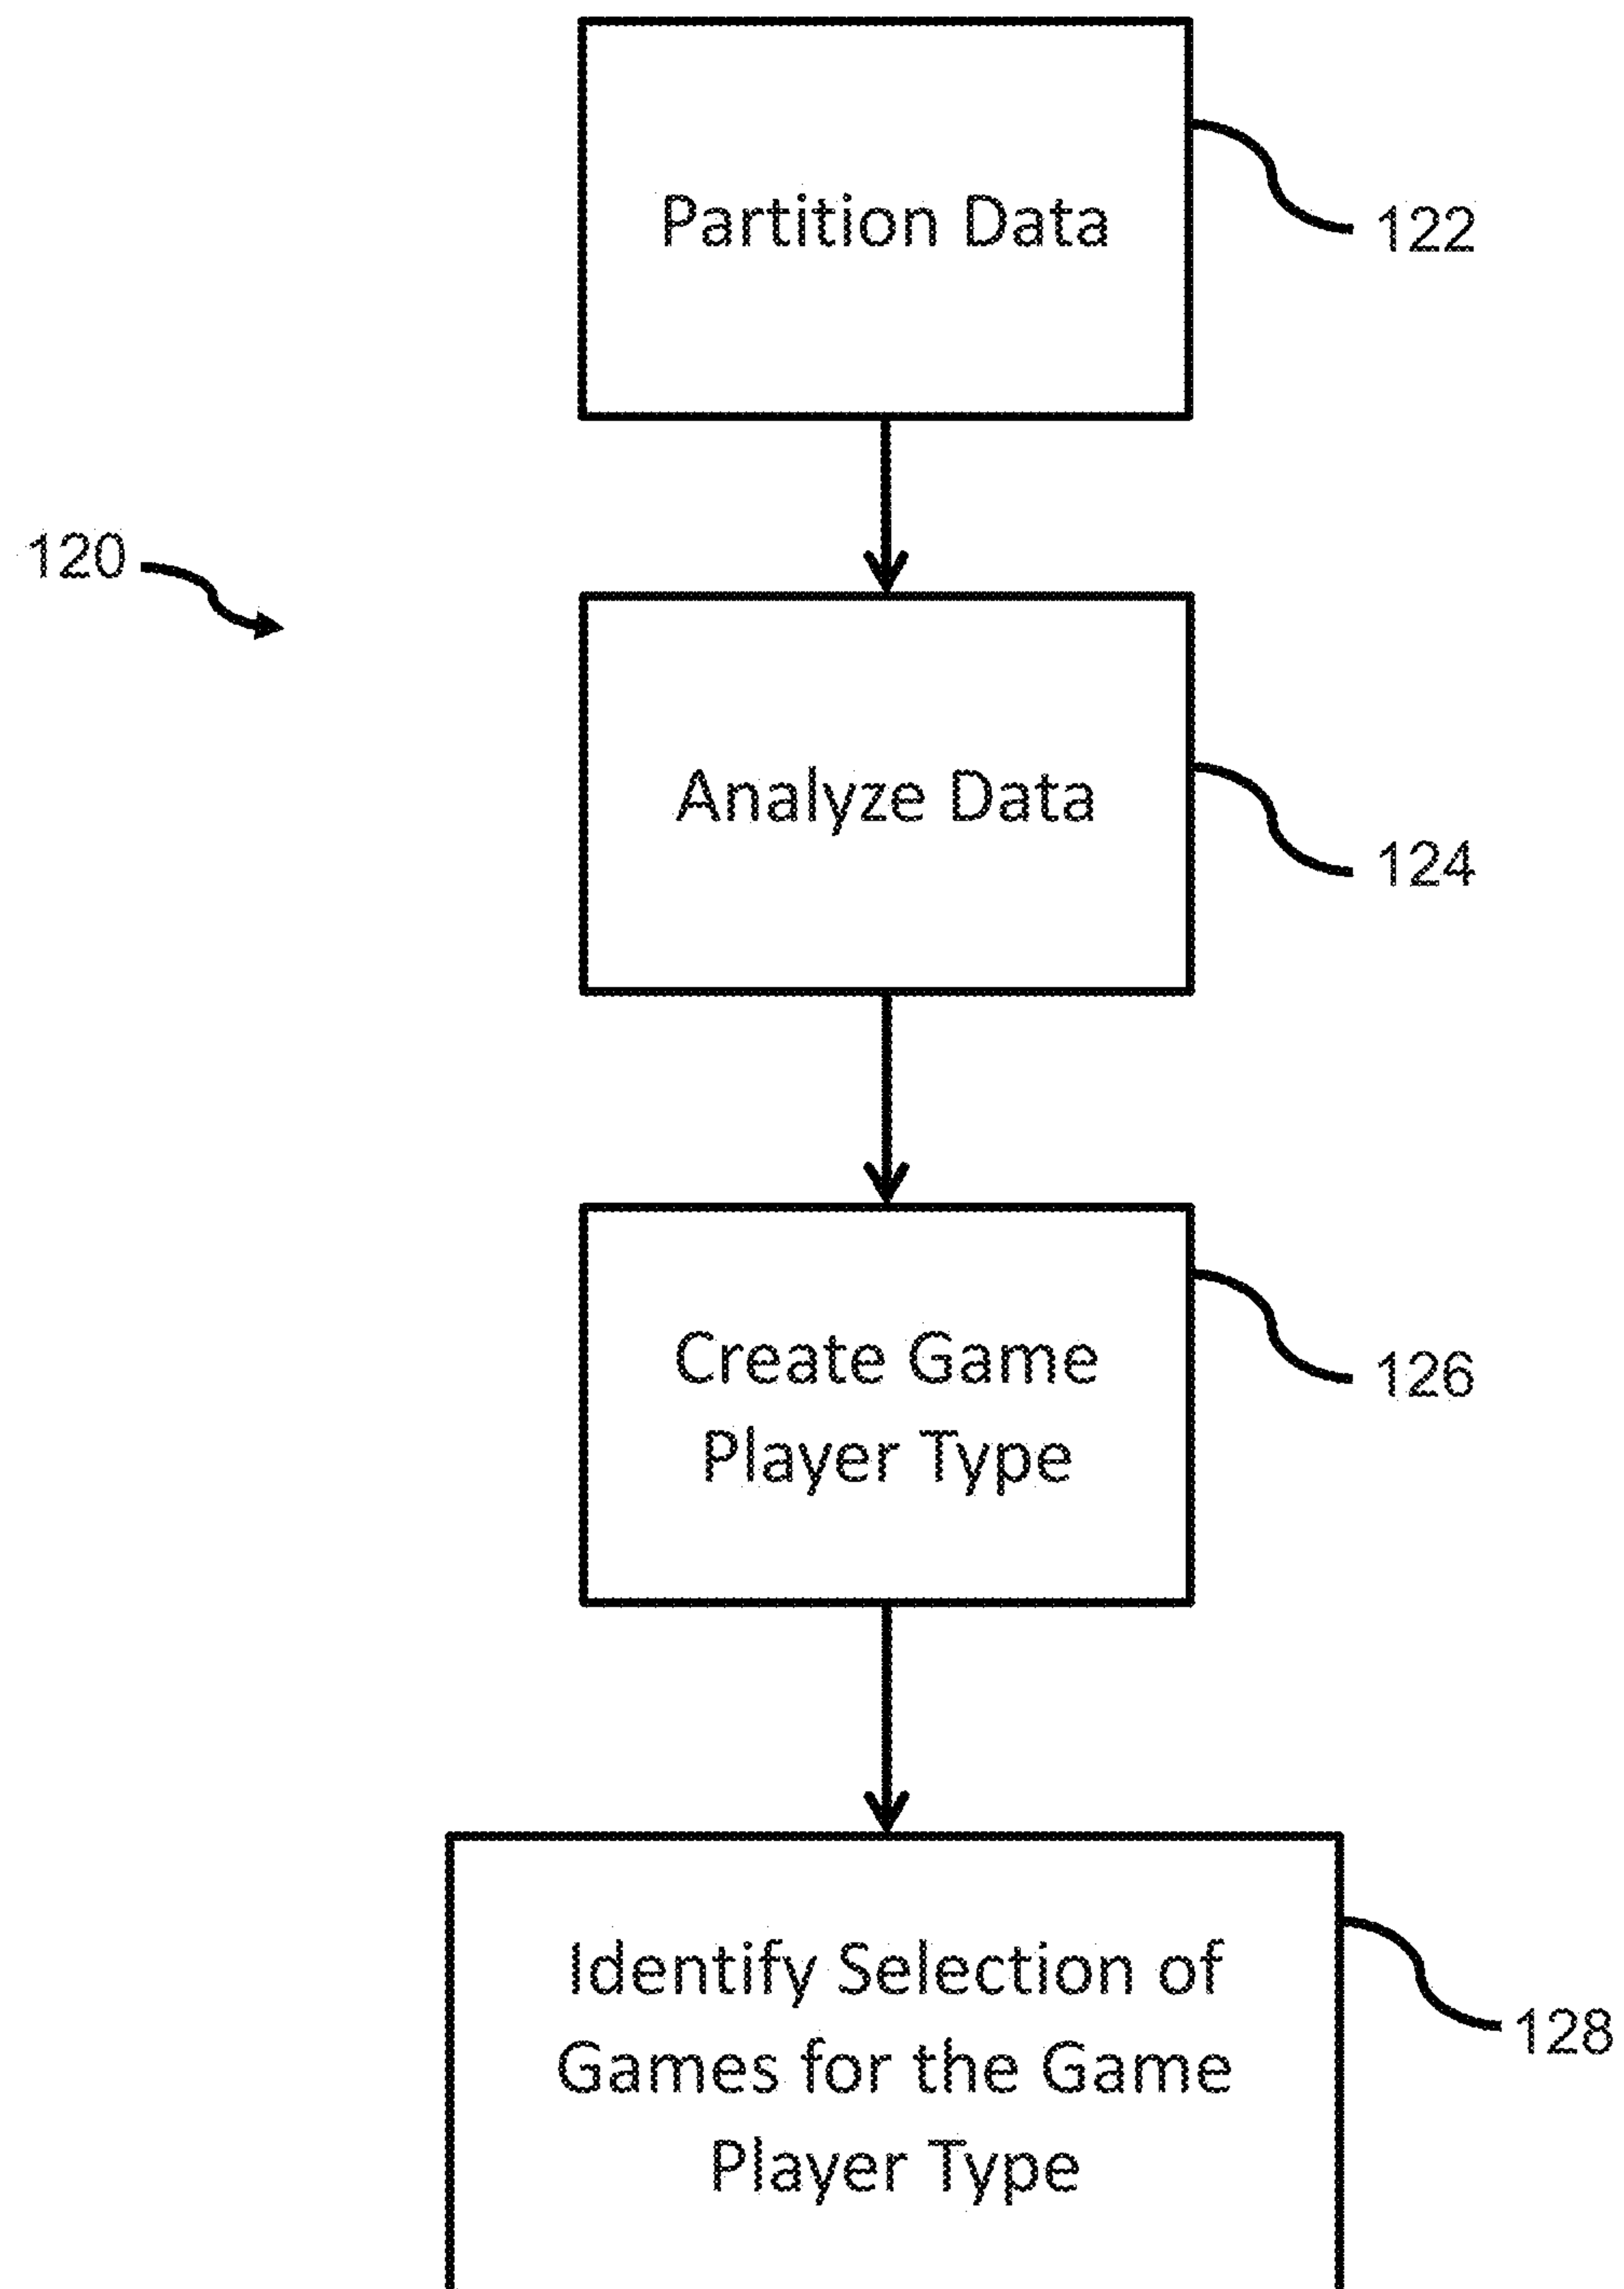 Partition Data
122
120
Analyze Data
124
Create Game
Player Type
126
Identify Selection of
Games for the Game
Player Type
128